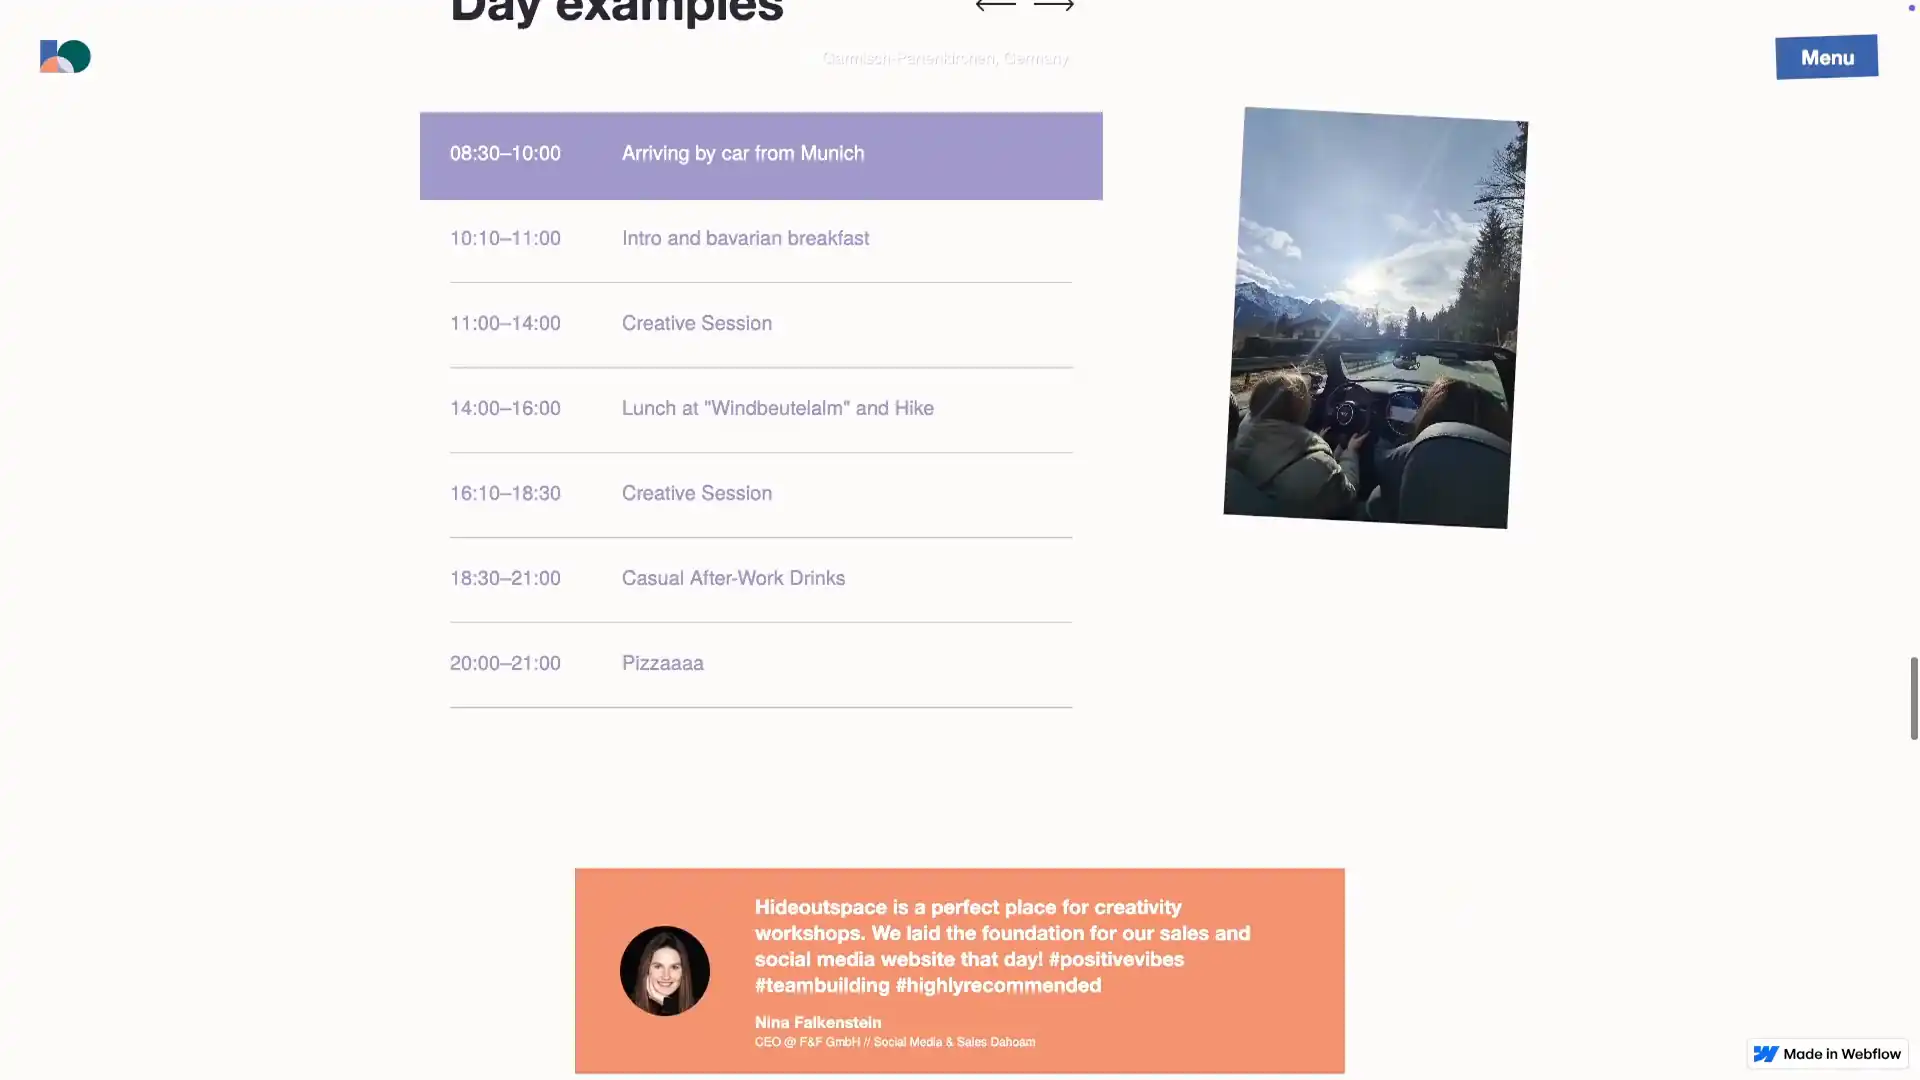 Day examples
Garmisch-Partenkirchen, Germany
Menu
08:30–10:00 Arriving by car from Munich
10:10–11:00 Intro and bavarian breakfast
11:00–14:00 Creative Session
14:00–16:00 Lunch at "Windbeutelalm" and Hike
16:10–18:30 Creative Session
18:30–21:00 Casual After-Work Drinks
20:00–21:00 Pizzaaaa
Hideoutspace is a perfect place for creativity
workshops. We laid the foundation for our sales and
social media website that day! #positivevibes
#teambuilding #highlyrecommended
Nina Falkenstein
CEO @ F&F GmbH // Social Media & Sales Dahoam
Made in Webflow